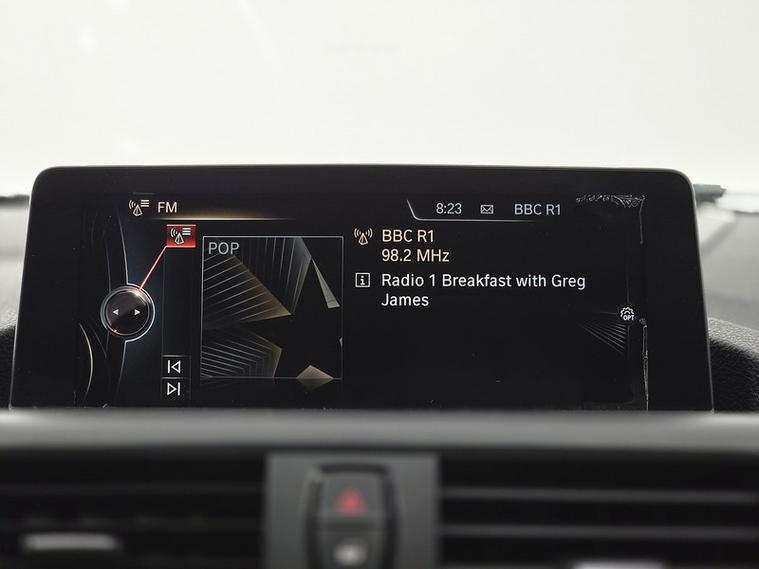 FM
8:23
BBC R1
POP
BBC R1
98.2 MHz
Radio 1 Breakfast with Greg
James
OPT